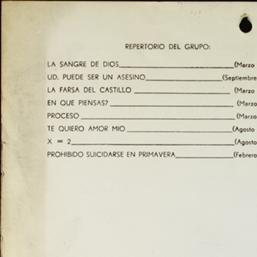 REPERTORIO DEL GRUPO:
LA SANGRE DE DIOS (Marzo
UD. PUEDE SER UN ASESINO (Septiembre
LA FARSA DEL CASTILLO (Marzo
EN QUE PIENSAS? (Marzo
PROCESO (Marzo
TE QUIERO AMOR MIO (Agosto
X = 2 (Agosto
PROHIBIDO SUICIDARSE EN PRIMAVERA (Febrero